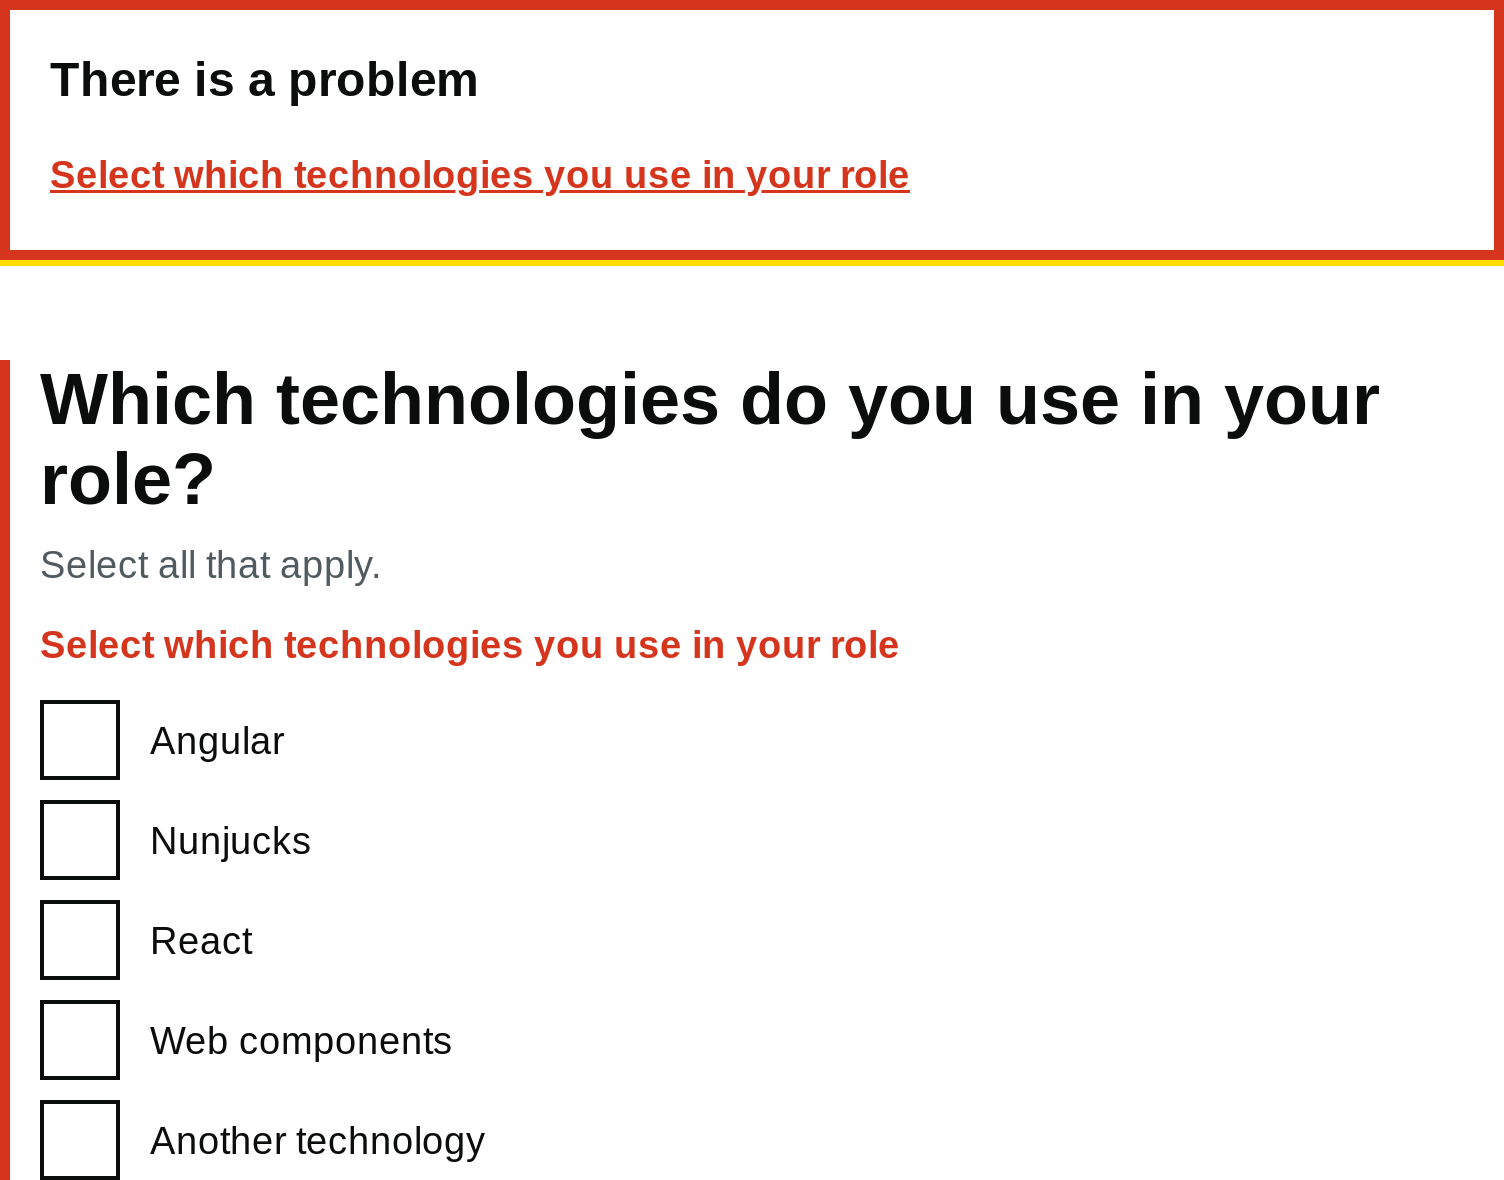 There is a problem
Select which technologies you use in your role
Which technologies do you use in your
role?
Select all that apply.
Select which technologies you use in your role
Angular
Nunjucks
React
Web components
Another technology